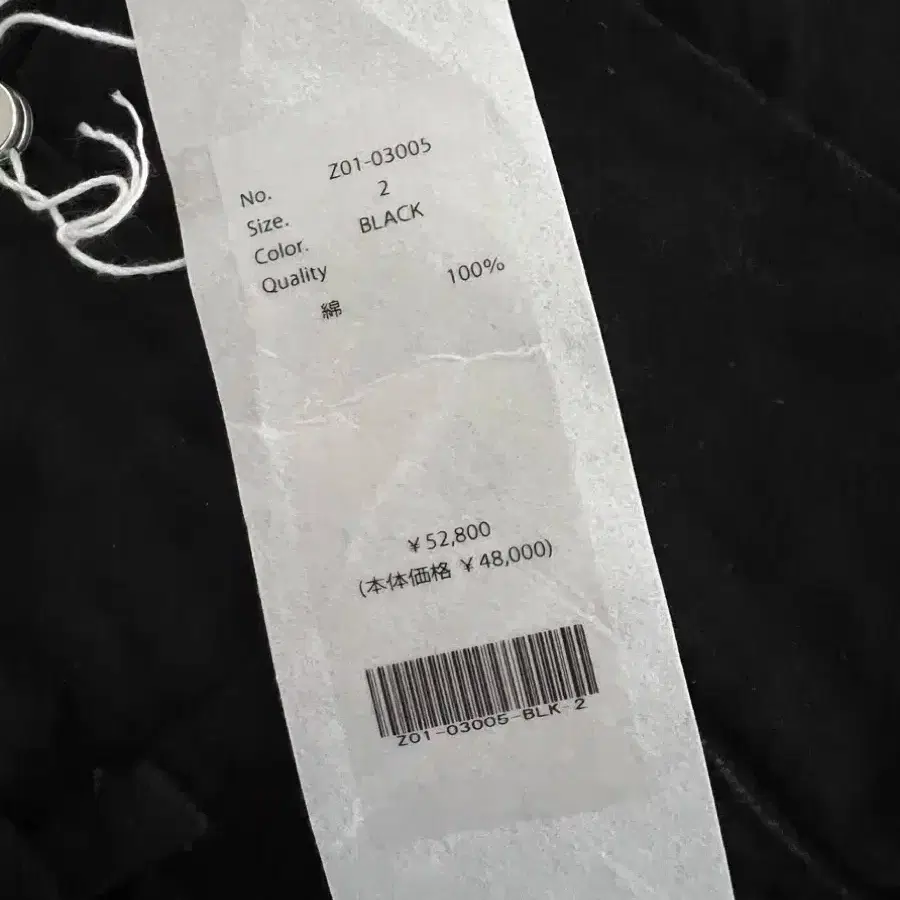 No. Z01-03005
Size. 2
Color. BLACK
Quality
綿 100%
¥52,800
(本体価格 ¥48,000)
Z01-03005-BLK-2